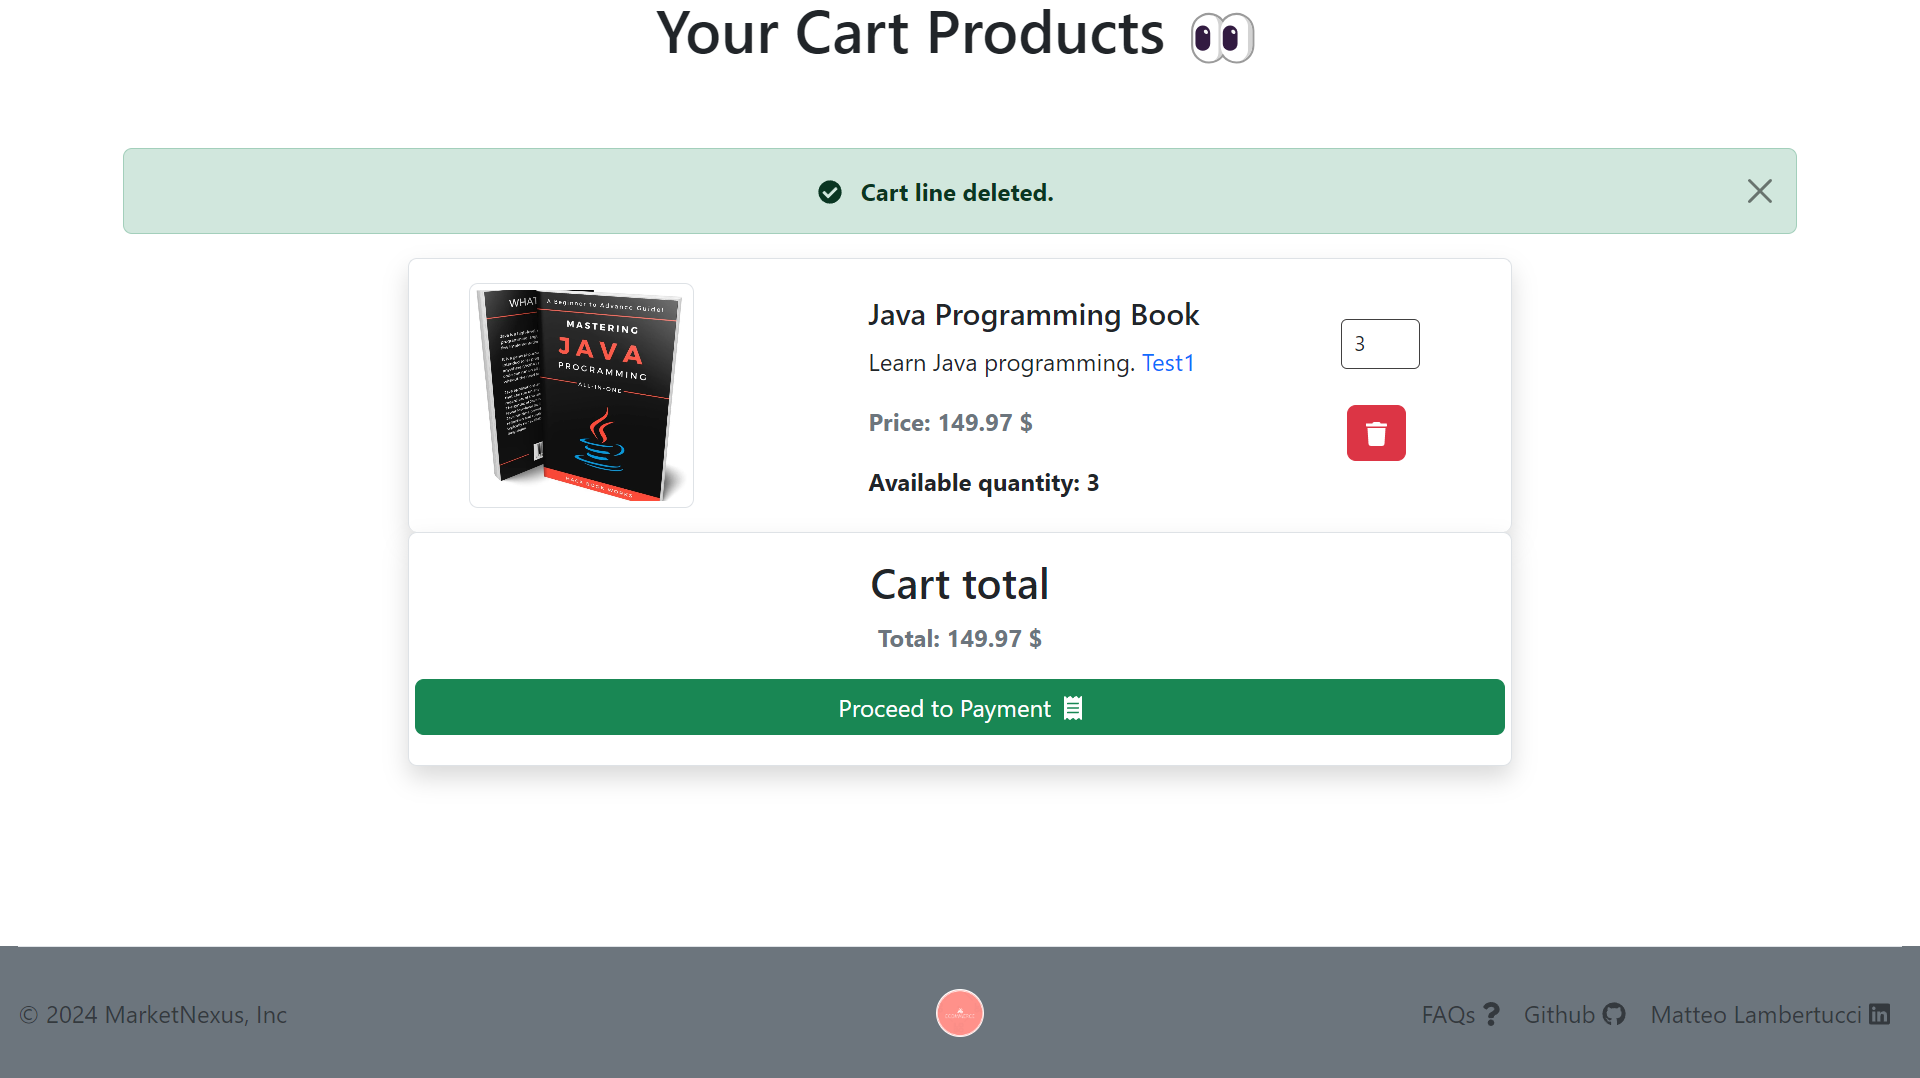 Your Cart Products
Cart line deleted.
WHAT
A Beginner to Advance Guide!
MASTERING
JAVA
PROGRAMMING
ALL-IN-ONE
Java Programming Book
Learn Java programming. Test1
Price: 149.97 $
Available quantity: 3
3
Cart total
Total: 149.97 $
Proceed to Payment
© 2024 MarketNexus, Inc
FAQs
Github
Matteo Lambertucci